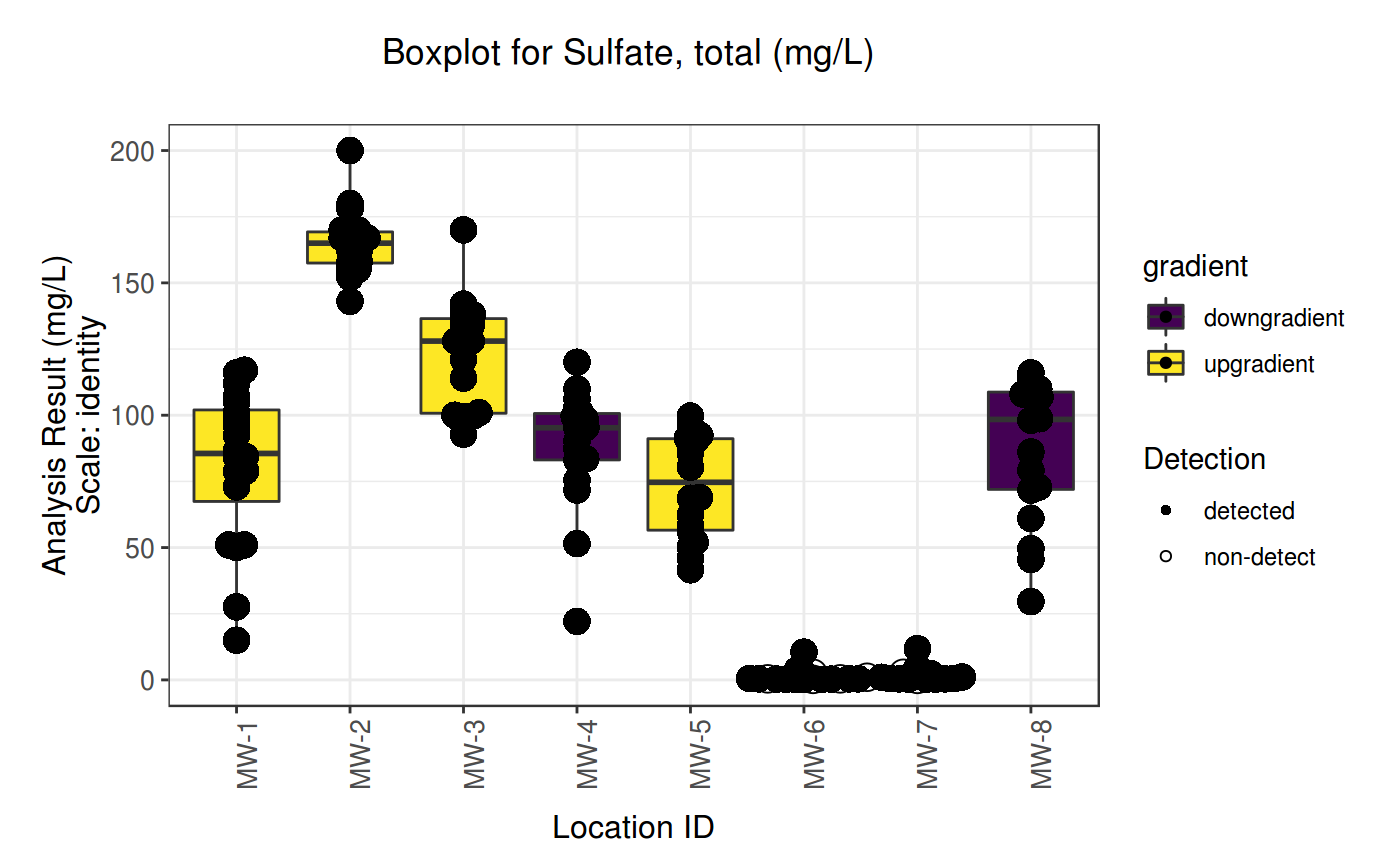 Boxplot for Sulfate, total (mg/L)
Analysis Result (mg/L)
Scale: identity
200
150
100
50
0
MW-1
MW-2
MW-3
MW-4
MW-5
MW-6
MW-7
MW-8
Location ID
gradient
downgradient
upgradient
Detection
detected
non-detect